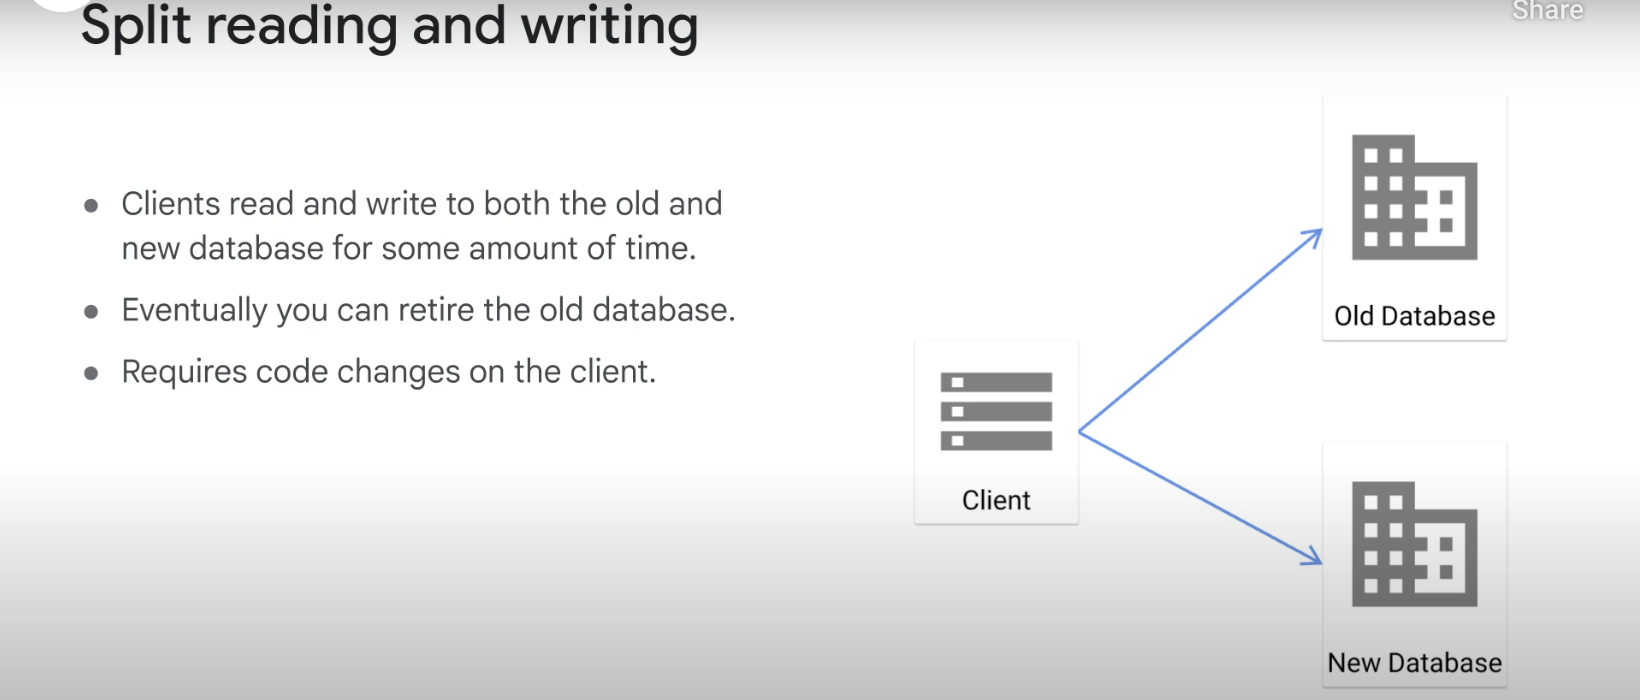 Split reading and writing
Share
Clients read and write to both the old and
new database for some amount of time.
Eventually you can retire the old database.
Requires code changes on the client.
Old Database
Client
New Database